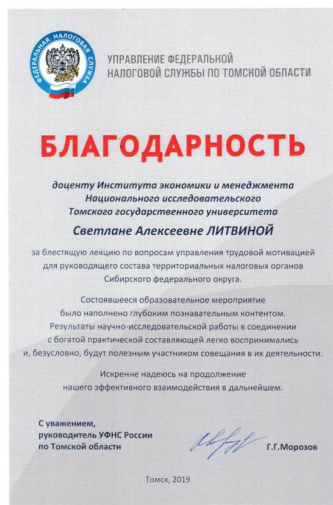 ФЕДЕРАЛЬНАЯ НАЛОГОВАЯ СЛУЖБА
УПРАВЛЕНИЕ ФЕДЕРАЛЬНОЙ
НАЛОГОВОЙ СЛУЖБЫ ПО ТОМСКОЙ ОБЛАСТИ
БЛАГОДАРНОСТЬ
доценту Института экономики и менеджмента
Национального исследовательского
Томского государственного университета
Светлане Алексеевне ЛИТВИНОЙ
за блестящую лекцию по вопросам управления трудовой мотивацией
для руководящего состава территориальных налоговых органов
Сибирского федерального округа.
Состоявшееся образовательное мероприятие
было наполнено глубоким познавательным контентом.
Результаты научно-исследовательской работы в соединении
с богатой практической составляющей легко воспринимались
и, безусловно, будут полезным участником совещания в их деятельности.
Искренне надеюсь на продолжение
нашего эффективного взаимодействия в дальнейшем.
С уважением,
руководитель УФНС России
по Томской области
Г.Г.Морозов
Томск, 2019